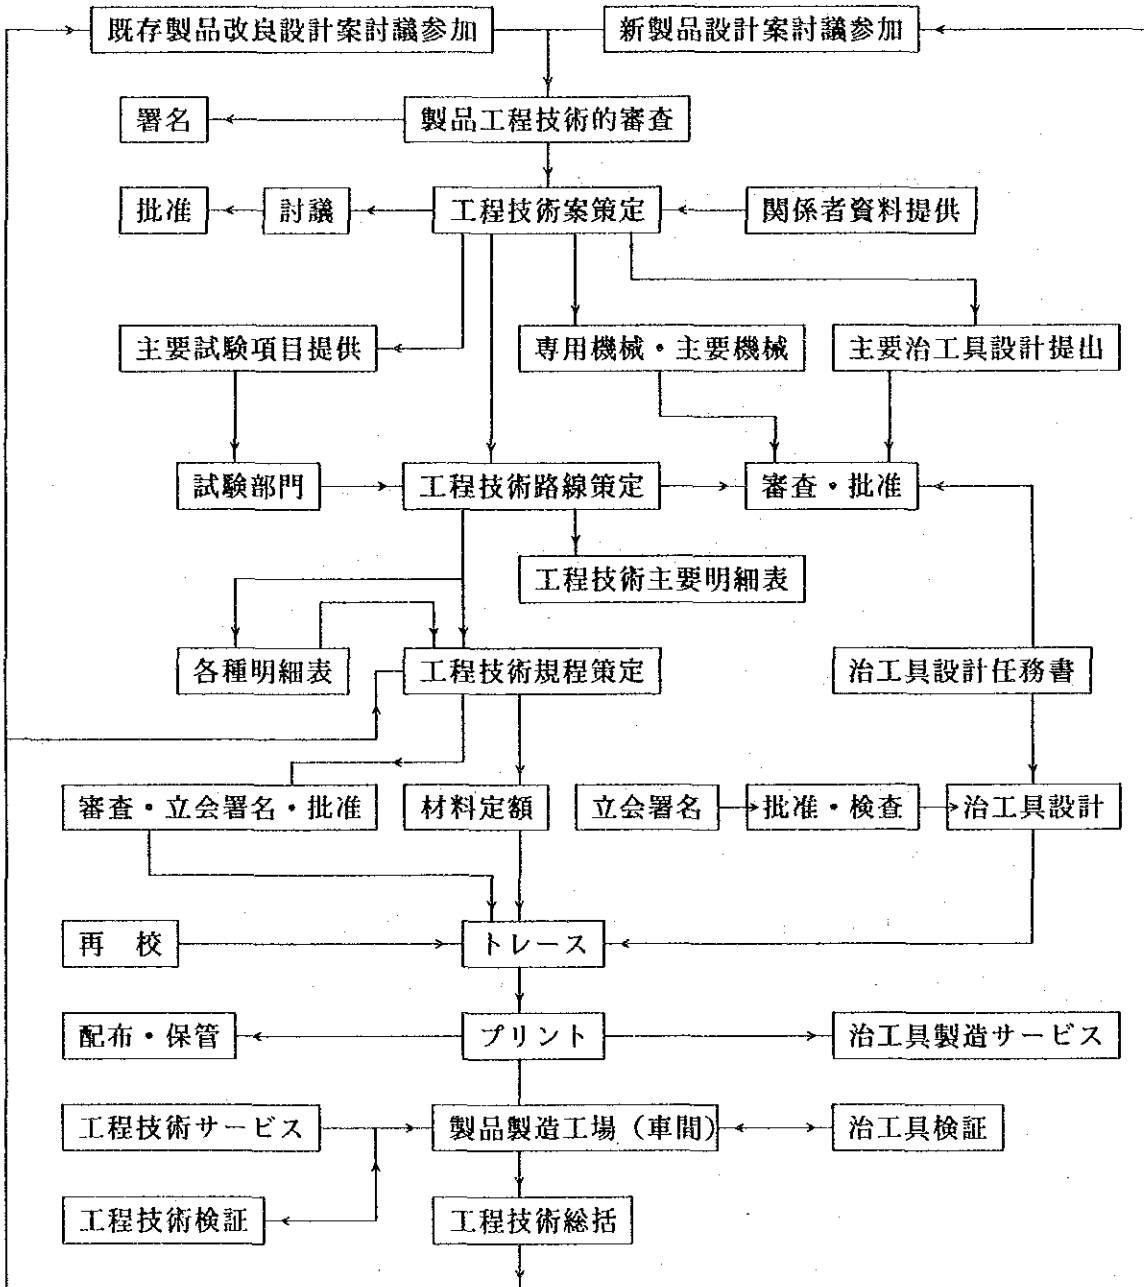 既存製品改良設計案討議参加
新製品設計案討議参加
署名
製品工程技術的審査
批准
討議
工程技術案策定
関係者資料提供
主要試験項目提供
専用機械・主要機械
主要治工具設計提出
試験部門
工程技術路線策定
審査・批准
工程技術主要明細表
各種明細表
工程技術規程策定
治工具設計任務書
審査・立会署名・批准
材料定額
立会署名
批准・検査
治工具設計
再　校
トレース
配布・保管
プリント
治工具製造サービス
工程技術サービス
製品製造工場（車間）
治工具検証
工程技術検証
工程技術総括